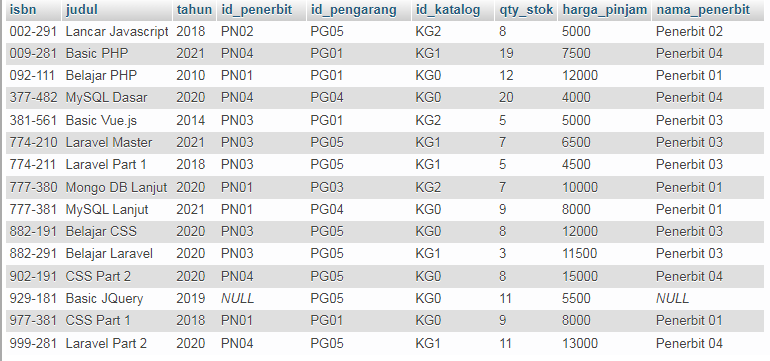 isbn judul tahun id_penerbit id_pengarang id_katalog qty_stok harga_pinjam nama_penerbit
002-291 Lancar Javascript 2018 PN02 PG05 KG2 8 5000 Penerbit 02
009-281 Basic PHP 2021 PN04 PG01 KG1 19 7500 Penerbit 04
092-111 Belajar PHP 2010 PN01 PG01 KG0 12 12000 Penerbit 01
377-482 MySQL Dasar 2020 PN04 PG04 KG0 20 4000 Penerbit 04
381-561 Basic Vue.js 2014 PN03 PG01 KG2 5 5000 Penerbit 03
774-210 Laravel Master 2021 PN03 PG05 KG1 7 6500 Penerbit 03
774-211 Laravel Part 1 2018 PN03 PG05 KG1 5 4500 Penerbit 03
777-380 Mongo DB Lanjut 2020 PN01 PG03 KG2 7 10000 Penerbit 01
777-381 MySQL Lanjut 2021 PN01 PG04 KG0 9 8000 Penerbit 01
882-191 Belajar CSS 2020 PN03 PG05 KG0 8 12000 Penerbit 03
882-291 Belajar Laravel 2020 PN03 PG05 KG1 3 11500 Penerbit 03
902-191 CSS Part 2 2020 PN04 PG05 KG0 8 15000 Penerbit 04
929-181 Basic JQuery 2019 NULL PG05 KG0 11 5500 NULL
977-381 CSS Part 1 2018 PN01 PG01 KG0 9 8000 Penerbit 01
999-281 Laravel Part 2 2020 PN04 PG05 KG1 11 13000 Penerbit 04